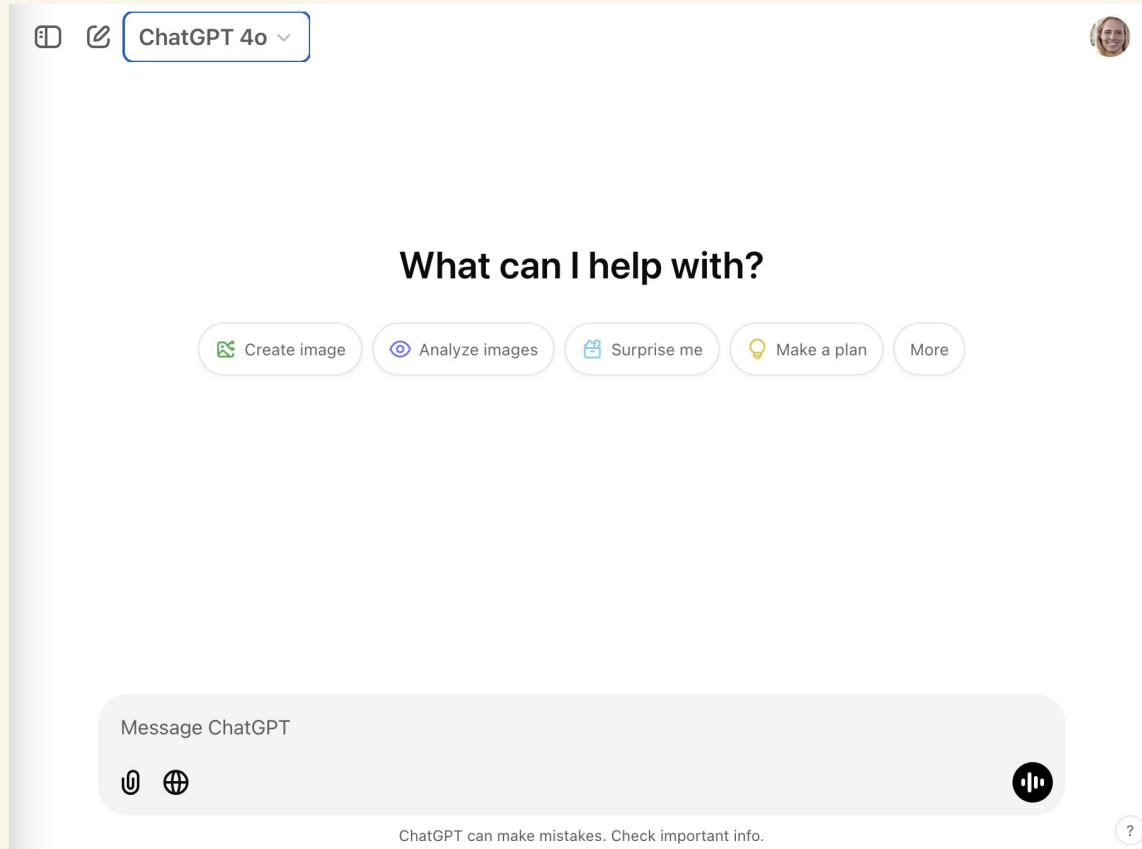 ChatGPT 4o
What can I help with?
Create image Analyze images Surprise me Make a plan More
Message ChatGPT
ChatGPT can make mistakes. Check important info.
?